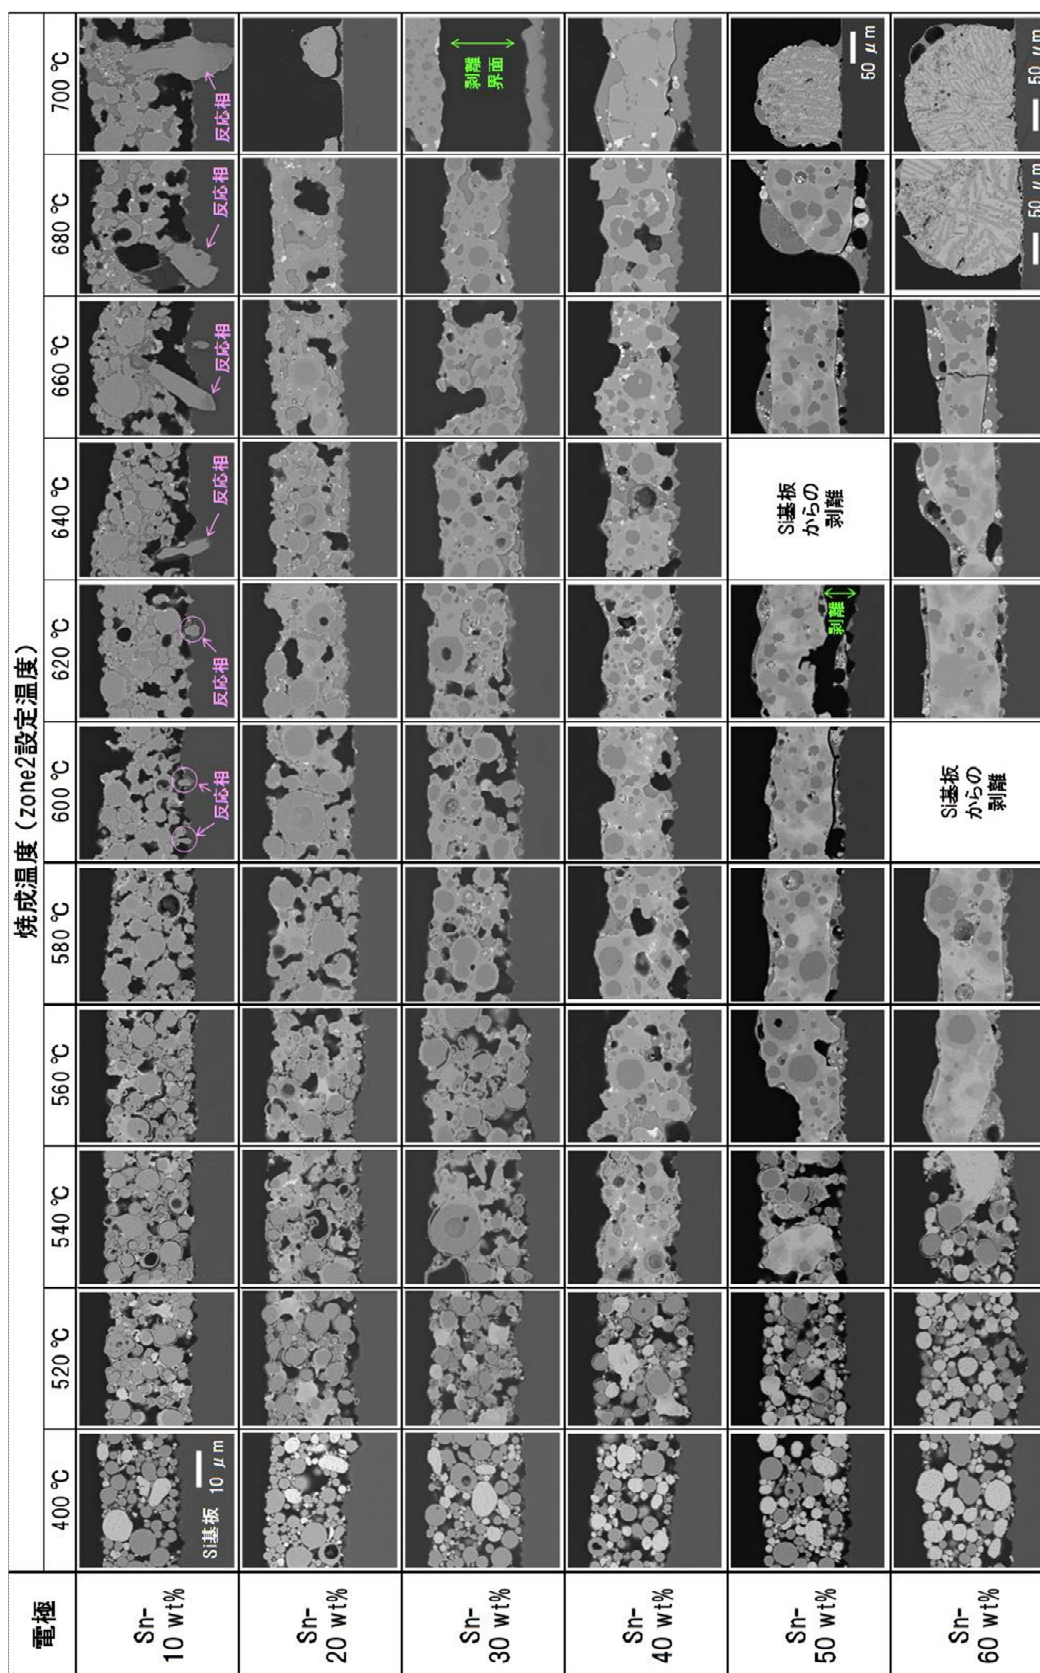 焼成温度（zone2設定温度）
電極
400 ℃
520 ℃
540 ℃
560 ℃
580 ℃
600 ℃
620 ℃
640 ℃
660 ℃
680 ℃
700 ℃
Sn-
10 wt%
Si基板
10 μm
反応相
反応相
反応相
反応相
反応相
反応相
Sn-
20 wt%
Sn-
30 wt%
剥離
界面
Sn-
40 wt%
Sn-
50 wt%
剥離
Si基板
からの
剥離
50 μm
Sn-
60 wt%
Si基板
からの
剥離
50 μm
50 μm